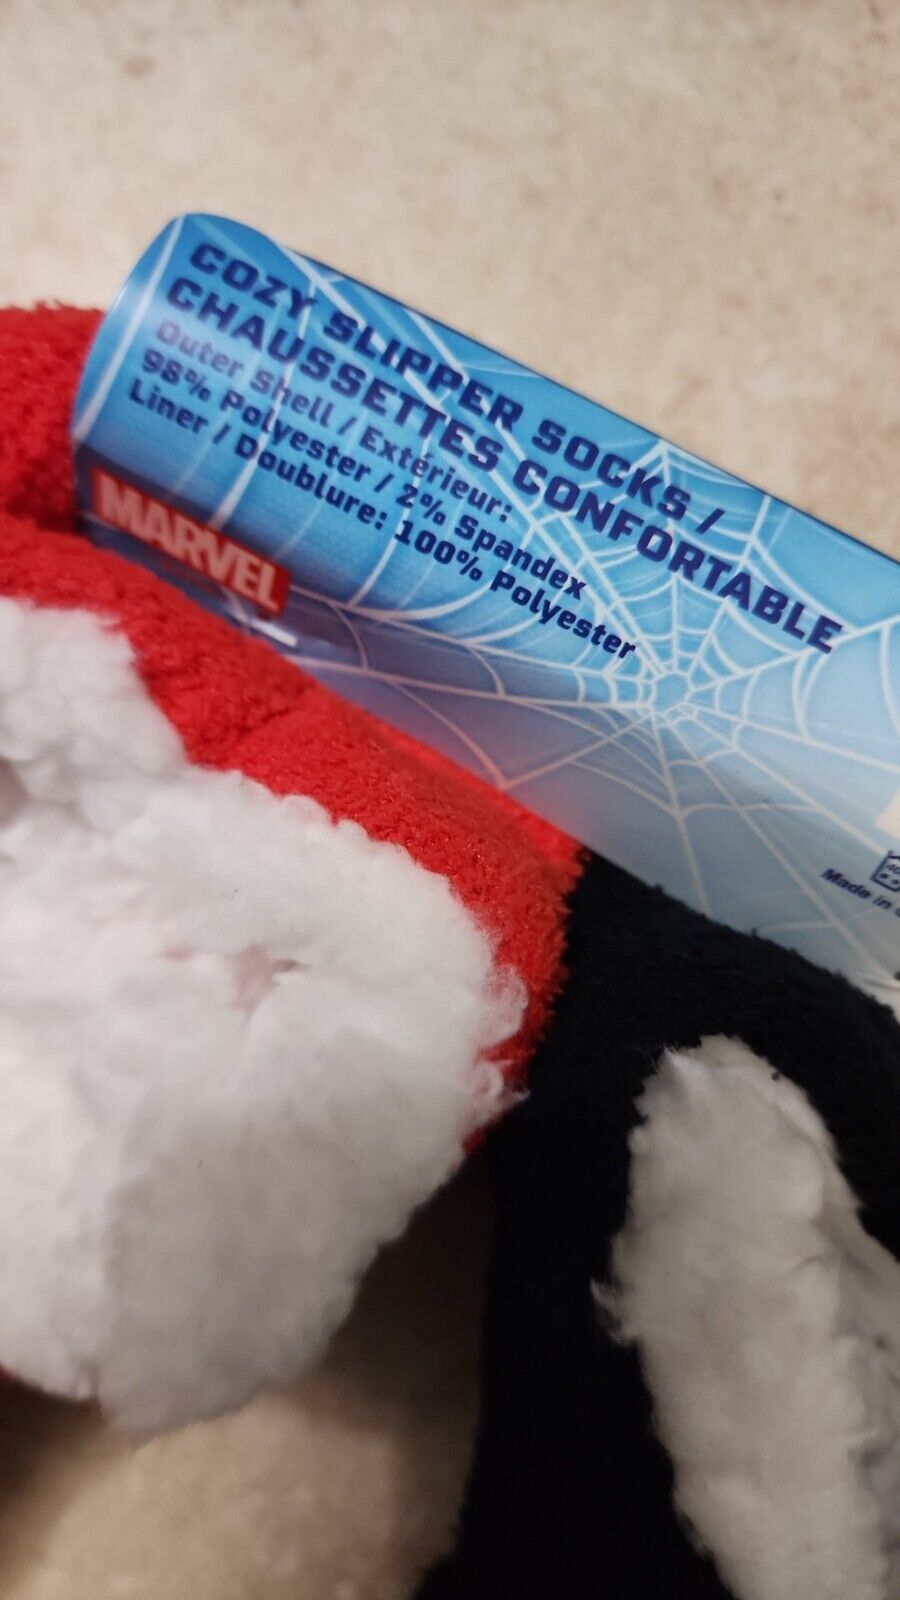 COZY SLIPPER SOCKS /
CHAUSSETTES CONFORTABLE
Outer Shell / Extérieur:
98% Polyester / 2% Spandex
Liner / Doublure: 100% Polyester
MARVEL
40
Made in